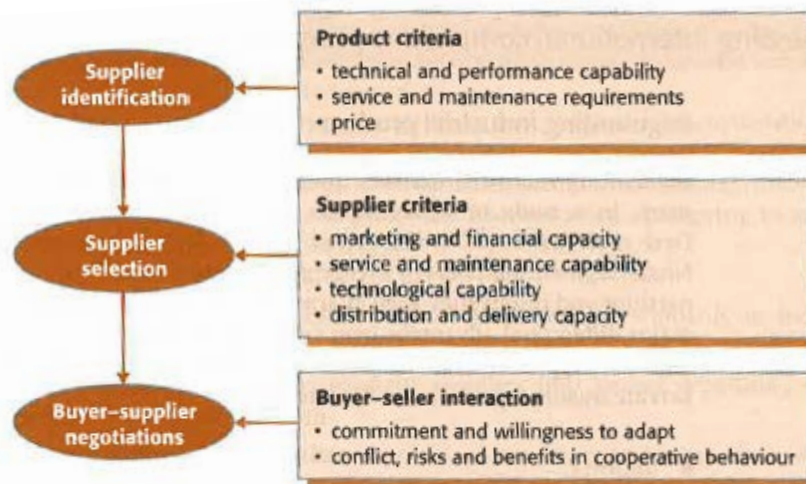 Product criteria
• technical and performance capability
• service and maintenance requirements
• price
Supplier
identification
Supplier criteria
• marketing and financial capacity
• service and maintenance capability
• technological capability
• distribution and delivery capacity
Supplier
selection
Buyer–seller interaction
• commitment and willingness to adapt
• conflict, risks and benefits in cooperative behaviour
Buyer–supplier
negotiations